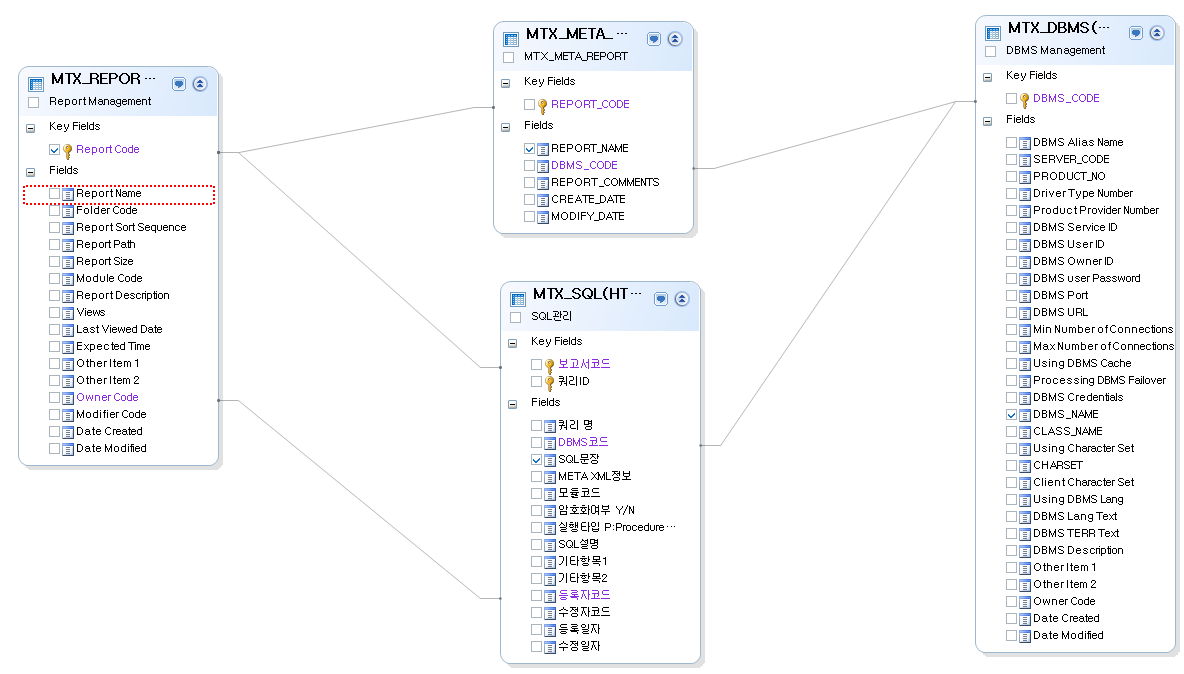 MTX_REPOR ···
Report Management
Key Fields
Report Code
Fields
Report Name
Folder Code
Report Sort Sequence
Report Path
Report Size
Module Code
Report Description
Views
Last Viewed Date
Expected Time
Other Item 1
Other Item 2
Owner Code
Modifier Code
Date Created
Date Modified
MTX_META_ ···
MTX_META_REPORT
Key Fields
REPORT_CODE
Fields
REPORT_NAME
DBMS_CODE
REPORT_COMMENTS
CREATE_DATE
MODIFY_DATE
MTX_SQL(HT···
SQL관리
Key Fields
보고서코드
쿼리ID
Fields
쿼리 명
DBMS코드
SQL문장
META XML정보
모듈코드
암호화여부 Y/N
실행타입 P:Procedure···
SQL설명
기타항목1
기타항목2
등록자코드
수정자코드
등록일자
수정일자
MTX_DBMS(···
DBMS Management
Key Fields
DBMS_CODE
Fields
DBMS Alias Name
SERVER_CODE
PRODUCT_NO
Driver Type Number
Product Provider Number
DBMS Service ID
DBMS User ID
DBMS Owner ID
DBMS user Password
DBMS Port
DBMS URL
Min Number of Connections
Max Number of Connections
Using DBMS Cache
Processing DBMS Failover
DBMS Credentials
DBMS_NAME
CLASS_NAME
Using Character Set
CHARSET
Client Character Set
Using DBMS Lang
DBMS Lang Text
DBMS TERR Text
DBMS Description
Other Item 1
Other Item 2
Owner Code
Date Created
Date Modified